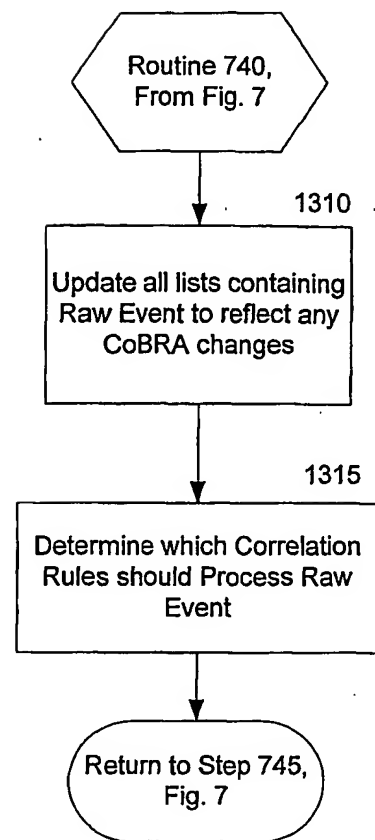 Routine 740,
From Fig. 7
1310
Update all lists containing
Raw Event to reflect any
CoBRA changes
1315
Determine which Correlation
Rules should Process Raw
Event
Return to Step 745,
Fig. 7